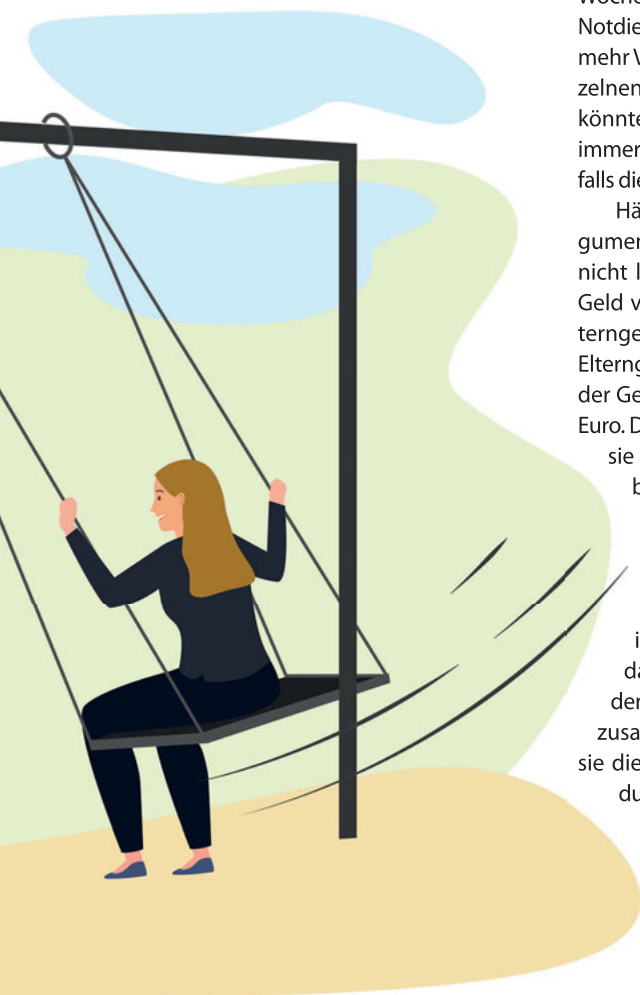 Woche
Notdie
mehr V
zelnen
könnte
immer
falls die
Hä
gumen
nicht l
Geld v
ternge
Elterng
der Ge
Euro. D
sie
b
i
da
der
zusa
sie die
du